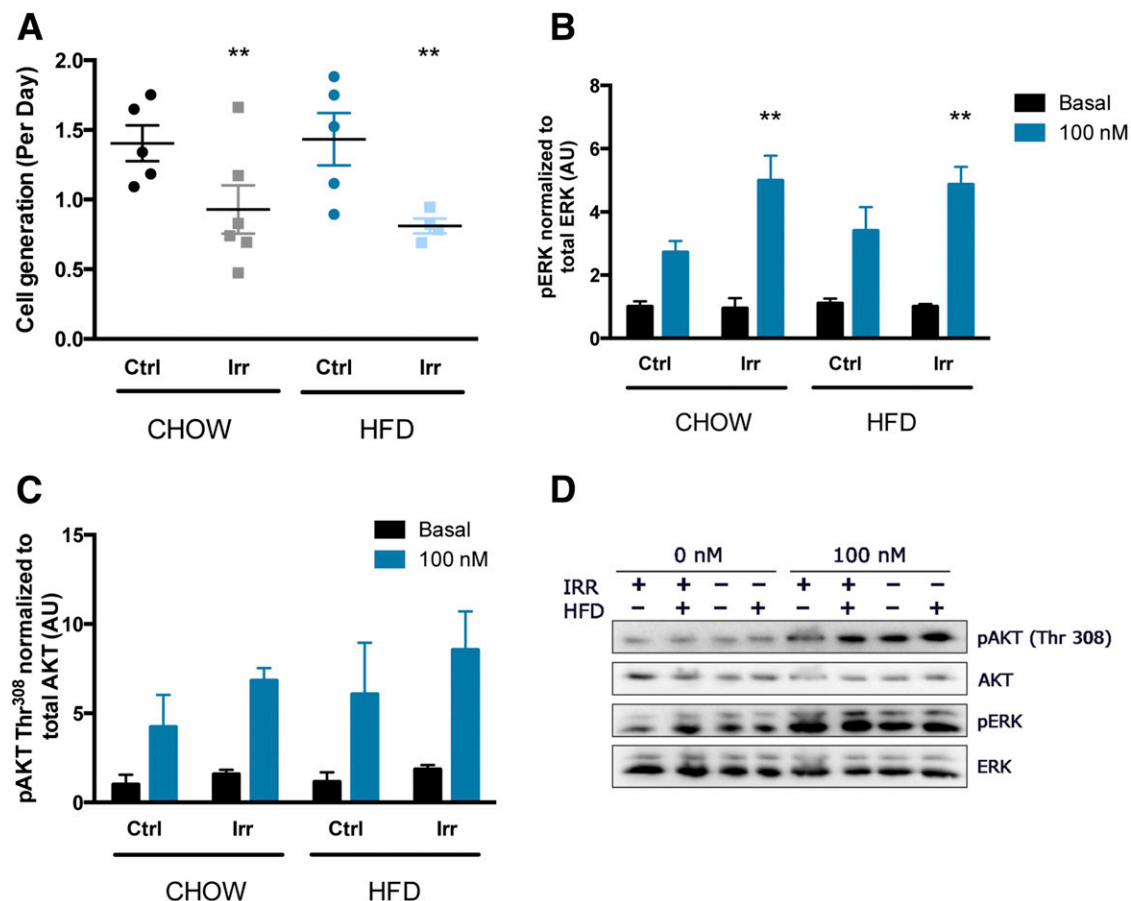 A
Cell generation (Per Day)
2.0
1.5
1.0
0.5
0.0
**
**
Ctrl Irr Ctrl Irr
CHOW HFD
B
pERK normalized to
total ERK (AU)
8
6
4
2
0
**
**
Basal
100 nM
Ctrl Irr Ctrl Irr
CHOW HFD
C
pAKT Thr³⁰⁸ normalized to
total AKT (AU)
15
10
5
0
Basal
100 nM
Ctrl Irr Ctrl Irr
CHOW HFD
D
0 nM 100 nM
IRR + + − − + + − −
HFD − + − + − + − +
pAKT (Thr 308)
AKT
pERK
ERK